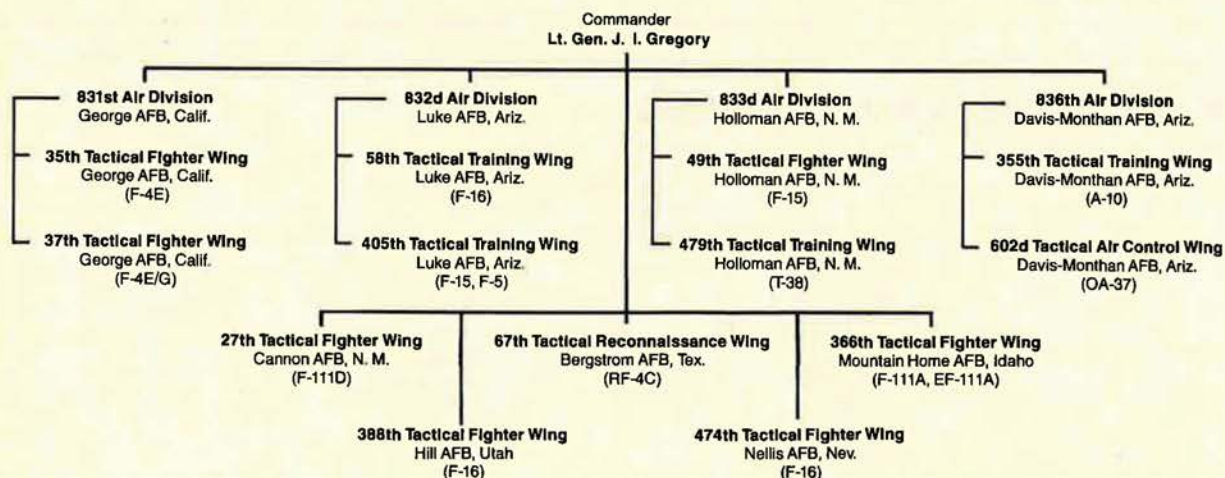 Commander
Lt. Gen. J. I. Gregory
831st Air Division
George AFB, Calif.
35th Tactical Fighter Wing
George AFB, Calif.
(F-4E)
37th Tactical Fighter Wing
George AFB, Calif.
(F-4E/G)
832d Air Division
Luke AFB, Ariz.
58th Tactical Training Wing
Luke AFB, Ariz.
(F-16)
405th Tactical Training Wing
Luke AFB, Ariz.
(F-15, F-5)
833d Air Division
Holloman AFB, N. M.
49th Tactical Fighter Wing
Holloman AFB, N. M.
(F-15)
479th Tactical Training Wing
Holloman AFB, N. M.
(T-38)
836th Air Division
Davis-Monthan AFB, Ariz.
355th Tactical Training Wing
Davis-Monthan AFB, Ariz.
(A-10)
602d Tactical Air Control Wing
Davis-Monthan AFB, Ariz.
(OA-37)
27th Tactical Fighter Wing
Cannon AFB, N. M.
(F-111D)
67th Tactical Reconnaissance Wing
Bergstrom AFB, Tex.
(RF-4C)
366th Tactical Fighter Wing
Mountain Home AFB, Idaho
(F-111A, EF-111A)
388th Tactical Fighter Wing
Hill AFB, Utah
(F-16)
474th Tactical Fighter Wing
Nellis AFB, Nev.
(F-16)